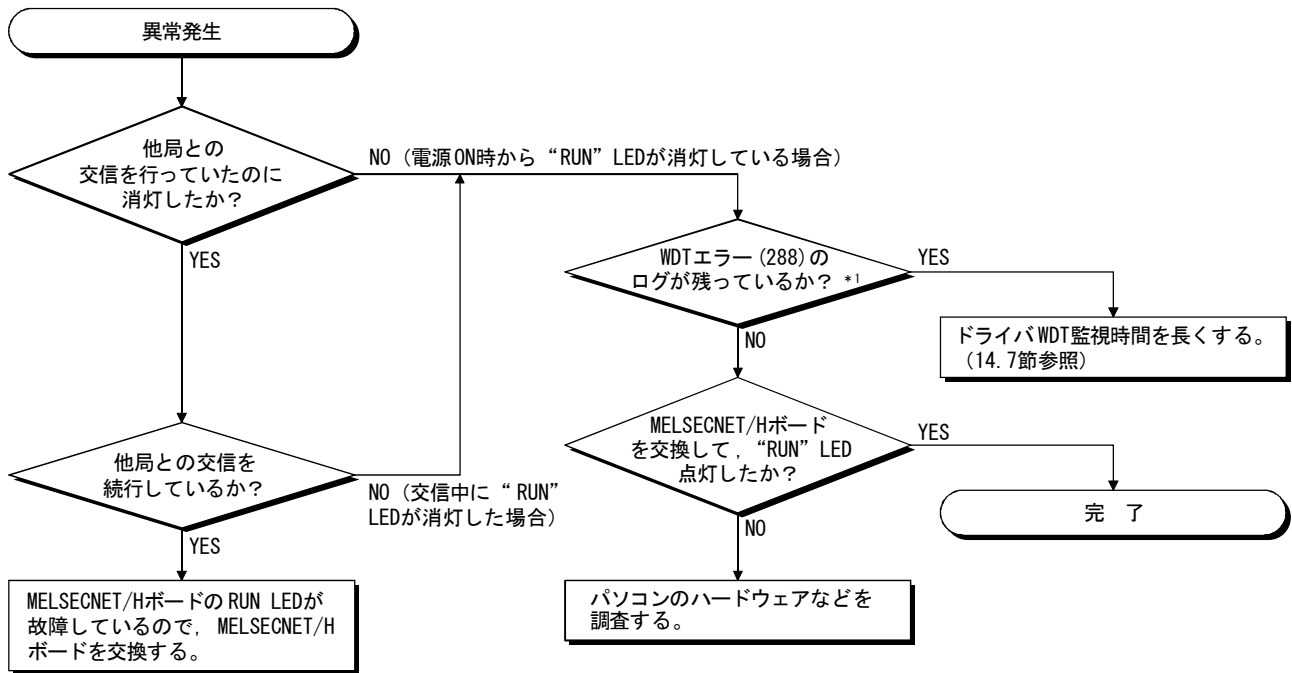 異常発生
他局との
交信を行っていたのに
消灯したか？
NO（電源ON時から“RUN”LEDが消灯している場合）
YES
WDTエラー(288)の
ログが残っているか？ *1
YES
ドライバWDT監視時間を長くする。
（14.7節参照）
NO
MELSECNET/Hボード
を交換して，“RUN”LED
点灯したか？
YES
完 了
NO
パソコンのハードウェアなどを
調査する。
他局との交信を
続行しているか？
NO（交信中に“RUN”
LEDが消灯した場合）
YES
MELSECNET/HボードのRUN LEDが
故障しているので，MELSECNET/H
ボードを交換する。